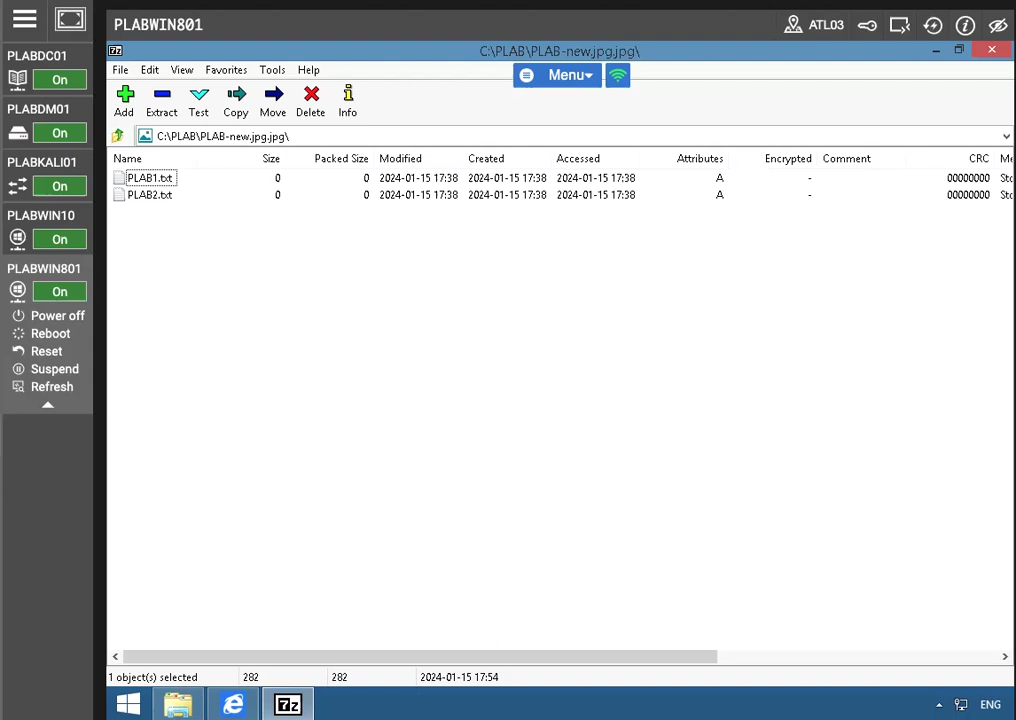 PLABWIN801
ATL03
PLABDC01
On
PLABDM01
On
PLABKALI01
On
PLABWIN10
On
PLABWIN801
On
Power off
Reboot
Reset
Suspend
Refresh
7z
C:\PLAB\PLAB-new.jpg.jpg\
File Edit View Favorites Tools Help
Menu
Add Extract Test Copy Move Delete Info
C:\PLAB\PLAB-new.jpg.jpg\
Name Size Packed Size Modified Created Accessed Attributes Encrypted Comment CRC Me
PLAB1.txt 0 0 2024-01-15 17:38 2024-01-15 17:38 2024-01-15 17:38 A - 00000000 Sto
PLAB2.txt 0 0 2024-01-15 17:38 2024-01-15 17:38 2024-01-15 17:38 A - 00000000 Sto
1 object(s) selected 282 282 2024-01-15 17:54
7z
ENG